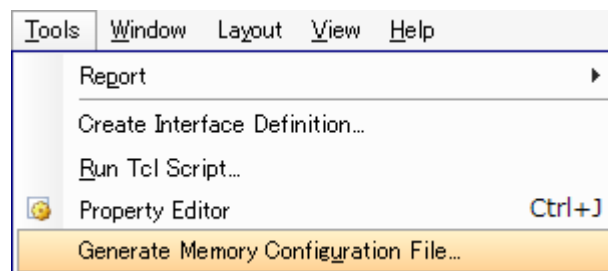 Tools Window Layout View Help
Report
Create Interface Definition...
Run Tcl Script...
Property Editor Ctrl+J
Generate Memory Configuration File...